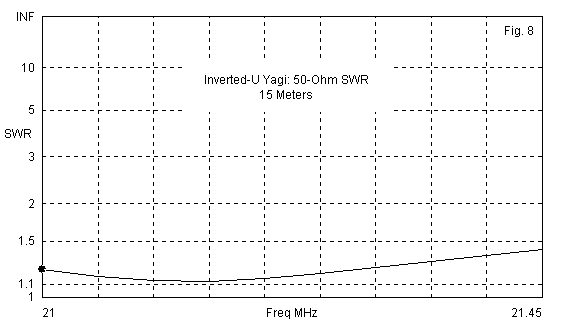 INF
Fig. 8
10
Inverted-U Yagi: 50-Ohm SWR
15 Meters
5
SWR
3
2
1.5
1.1
1
21
Freq MHz
21.45